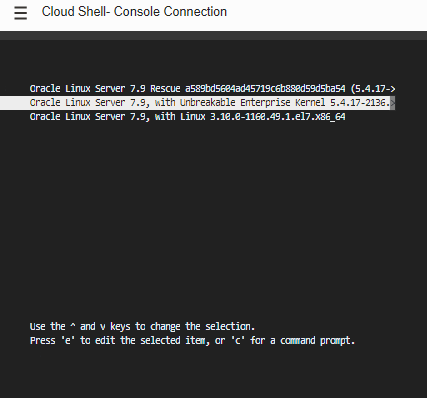 Cloud Shell- Console Connection
Oracle Linux Server 7.9 Rescue a589bd5604ad45719c6b880d59d5ba54 (5.4.17->
Oracle Linux Server 7.9, with Unbreakable Enterprise Kernel 5.4.17-2136.>
Oracle Linux Server 7.9, with Linux 3.10.0-1160.49.1.el7.x86_64
Use the ^ and v keys to change the selection.
Press 'e' to edit the selected item, or 'c' for a command prompt.